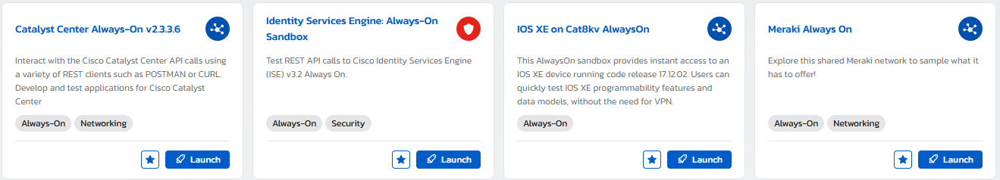 Catalyst Center Always-On v2.3.3.6
Interact with the Cisco Catalyst Center API calls using
a variety of REST clients such as POSTMAN or CURL.
Develop and test applications for Cisco Catalyst
Center
Always-On
Networking
Launch
Identity Services Engine: Always-On
Sandbox
Test REST API calls to Cisco Identity Services Engine
(ISE) v3.2 Always On.
Always-On
Security
Launch
IOS XE on Cat8kv AlwaysOn
This AlwaysOn sandbox provides instant access to an
IOS XE device running code release 17.12.02. Users can
quickly test IOS XE programmability features and
data models, without the need for VPN.
Always-On
Launch
Meraki Always On
Explore this shared Meraki network to sample what it
has to offer!
Always-On
Networking
Launch